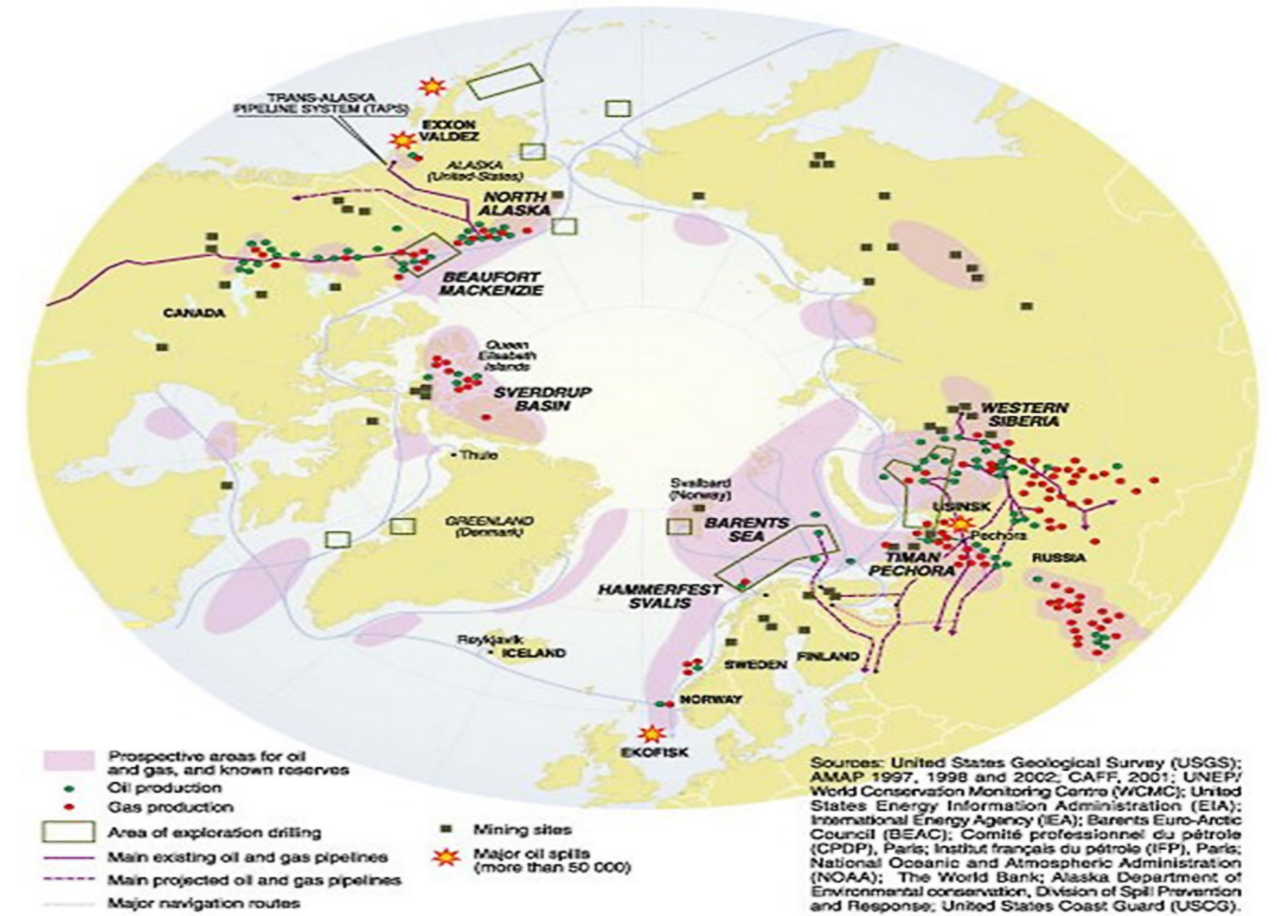 TRANS-ALASKA
PIPELINE SYSTEM (TAPS)
EXXON
VALDEZ
ALASKA
(United-States)
NORTH
ALASKA
BEAUFORT
MACKENZIE
CANADA
Queen
Elisabeth
Islands
SVERDRUP
BASIN
WESTERN
SIBERIA
Thule
Svalbard
(Norway)
USINSK
GREENLAND
(Denmark)
BARENTS
SEA
Pechora
TIMAN
PECHORA
RUSSIA
HAMMERFEST
SVALIS
Reykjavik
ICELAND
SWEDEN
FINLAND
NORWAY
EKOFISK
Prospective areas for oil
and gas, and known reserves
Oil production
Gas production
Area of exploration drilling
Main existing oil and gas pipelines
Main projected oil and gas pipelines
Major navigation routes
Mining sites
Major oil spills
(more than 50 000)
Sources: United States Geological Survey (USGS);
AMAP 1997, 1998 and 2002; CAFF, 2001; UNEP/
World Conservation Monitoring Centre (WCMC); United
States Energy Information Administration (EIA);
International Energy Agency (IEA); Barents Euro-Arctic
Council (BEAC); Comité professionnel du pétrole
(CPDP), Paris; Institut français du pétrole (IFP), Paris;
National Oceanic and Atmospheric Administration
(NOAA); The World Bank; Alaska Department of
Environmental conservation, Division of Spill Prevention
and Response; United States Coast Guard (USCG).